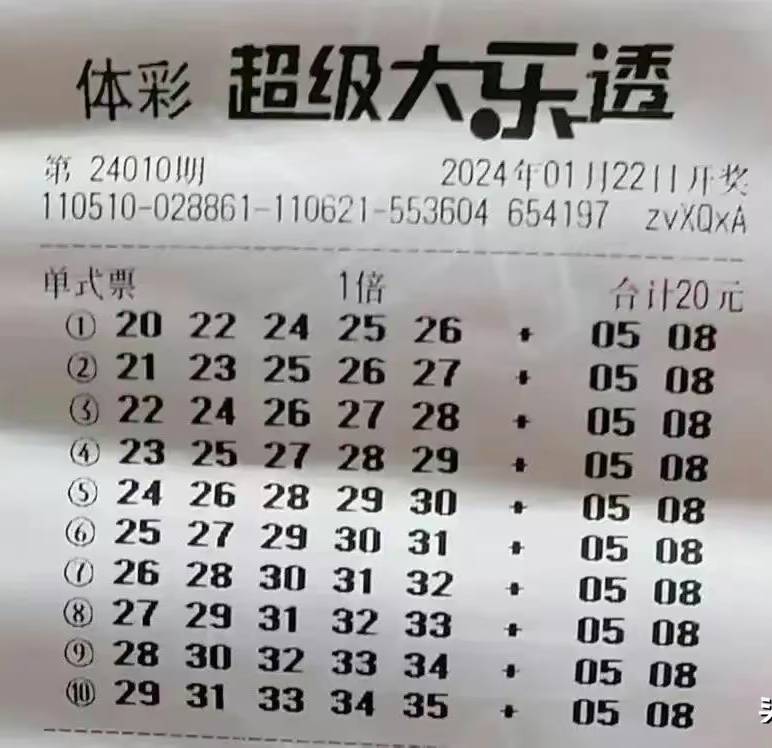 体彩 超级大乐透
第 24010期 2024年01月22日开奖
110510-028861-110621-553604 654197 zvXQxA
单式票 1倍 合计20元
① 20 22 24 25 26 + 05 08
② 21 23 25 26 27 + 05 08
③ 22 24 26 27 28 + 05 08
④ 23 25 27 28 29 + 05 08
⑤ 24 26 28 29 30 + 05 08
⑥ 25 27 29 30 31 + 05 08
⑦ 26 28 30 31 32 + 05 08
⑧ 27 29 31 32 33 + 05 08
⑨ 28 30 32 33 34 + 05 08
⑩ 29 31 33 34 35 + 05 08